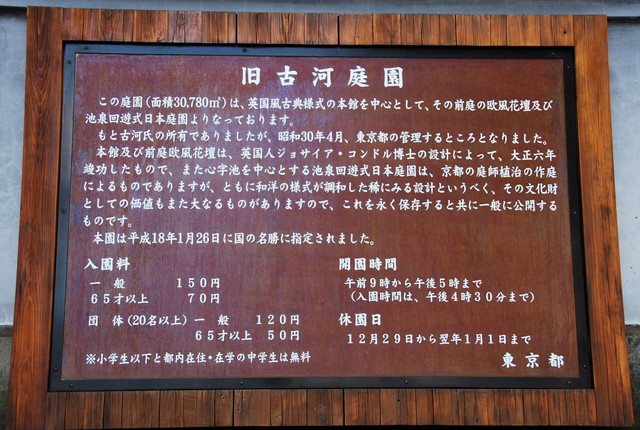 旧古河庭園
この庭園(面積30,780㎡)は、英国風古典様式の本館を中心として、その前庭の欧風花壇及び
池泉回遊式日本庭園よりなっております。
もと古河氏の所有でありましたが、昭和30年4月、東京都の管理するところとなりました。
本館及び前庭欧風花壇は、英国人ジョサイア・コンドル博士の設計によって、大正六年
竣功したもので、また心字池を中心とする池泉回遊式日本庭園は、京都の庭師植治の作庭
によるものでありますが、ともに和洋の様式が調和した稀にみる設計というべく、その文化財
としての価値もまた大なるものがありますので、これを永く保存すると共に一般に公開する
ものです。
本園は平成18年1月26日に国の名勝に指定されました。
入園料
一般 150円
65才以上 70円
団体(20名以上)一般 120円
65才以上 50円
※小学生以下と都内在住・在学の中学生は無料
開園時間
午前9時から午後5時まで
(入園時間は、午後4時30分まで)
休園日
12月29日から翌年1月1日まで
東京都